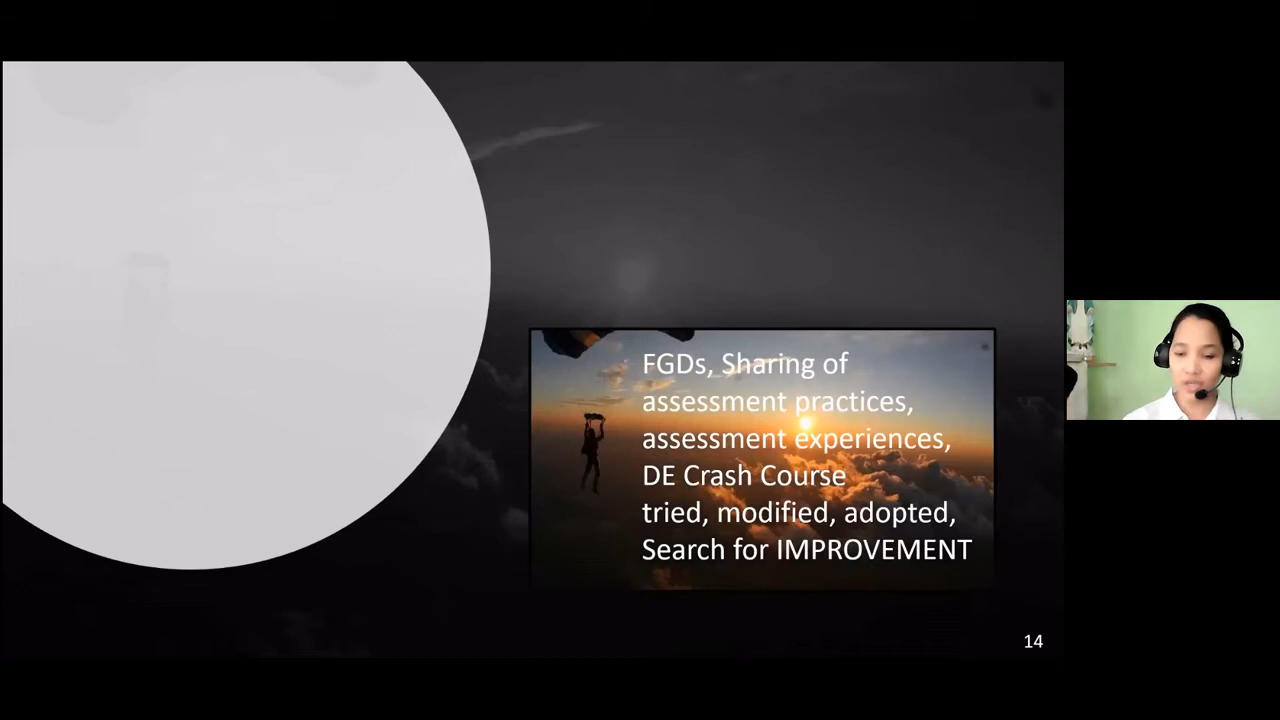 FGDs, Sharing of
assessment practices,
assessment experiences,
DE Crash Course
tried, modified, adopted,
Search for IMPROVEMENT
14